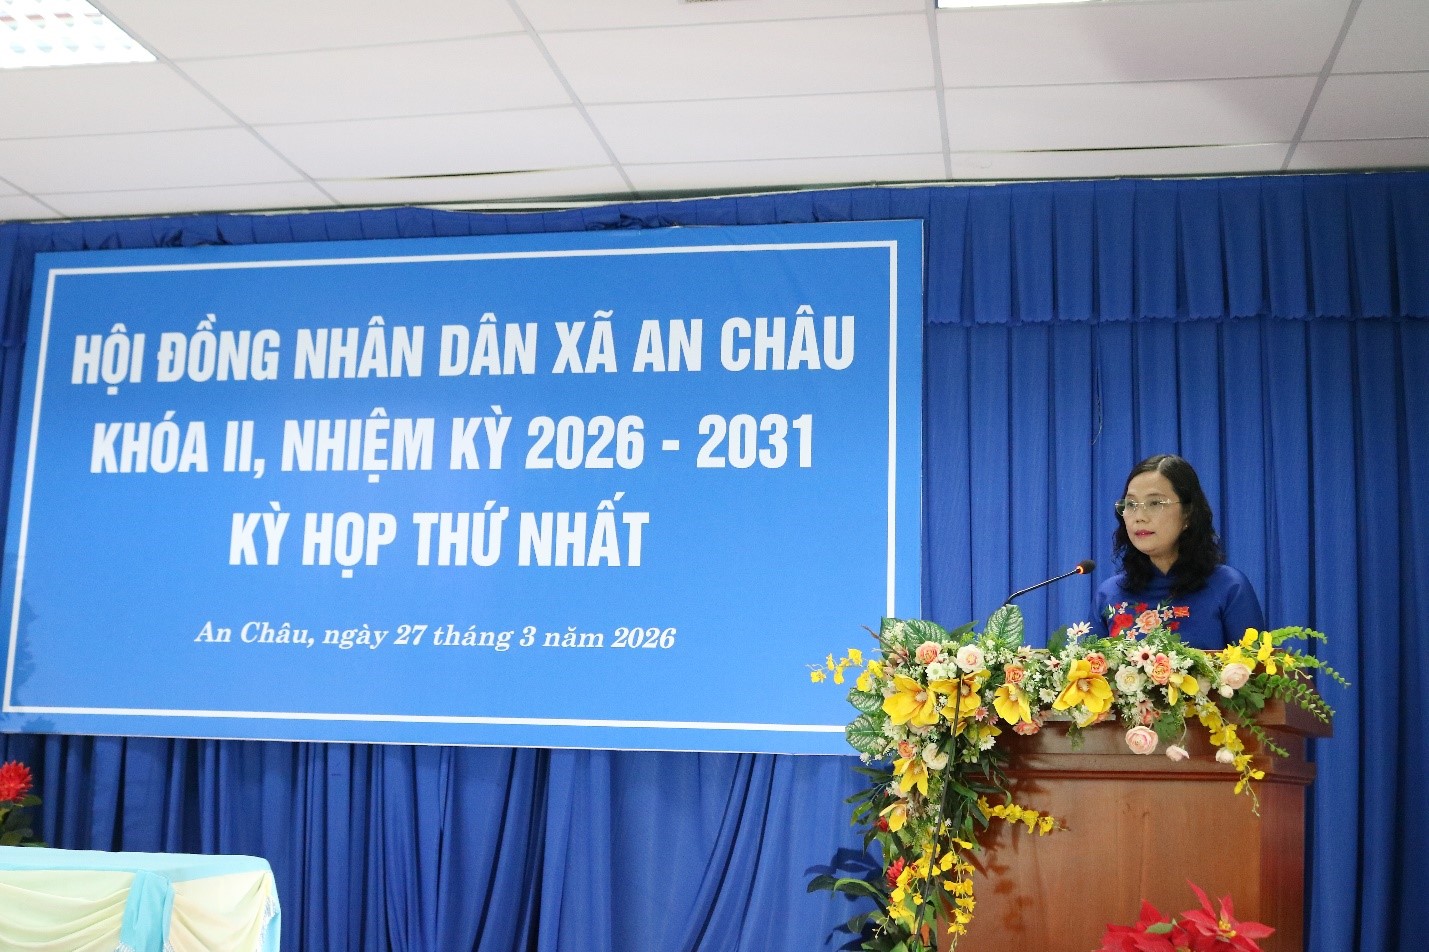 HỘI ĐỒNG NHÂN DÂN XÃ AN CHÂU
KHÓA II, NHIỆM KỲ 2026 - 2031
KỲ HỌP THỨ NHẤT
An Châu, ngày 27 tháng 3 năm 2026